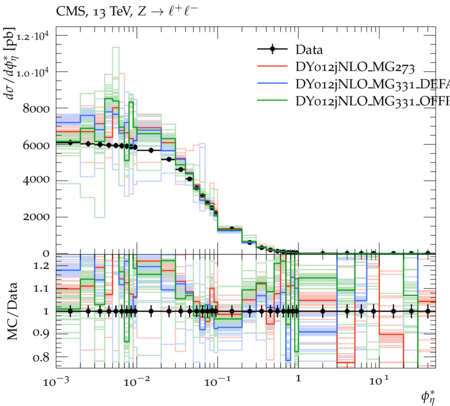 CMS, 13 TeV, Z → ℓ⁺ℓ⁻
dσ/dϕ*η [pb]
1.2·10⁴
1·10⁴
8000
6000
4000
2000
0
Data
DY012jNLO_MG273
DY012jNLO_MG331_DEFA
DY012jNLO_MG331_OFFP
MC/Data
1.2
1.1
1
0.9
0.8
10⁻³
10⁻²
10⁻¹
1
10¹
ϕ*η